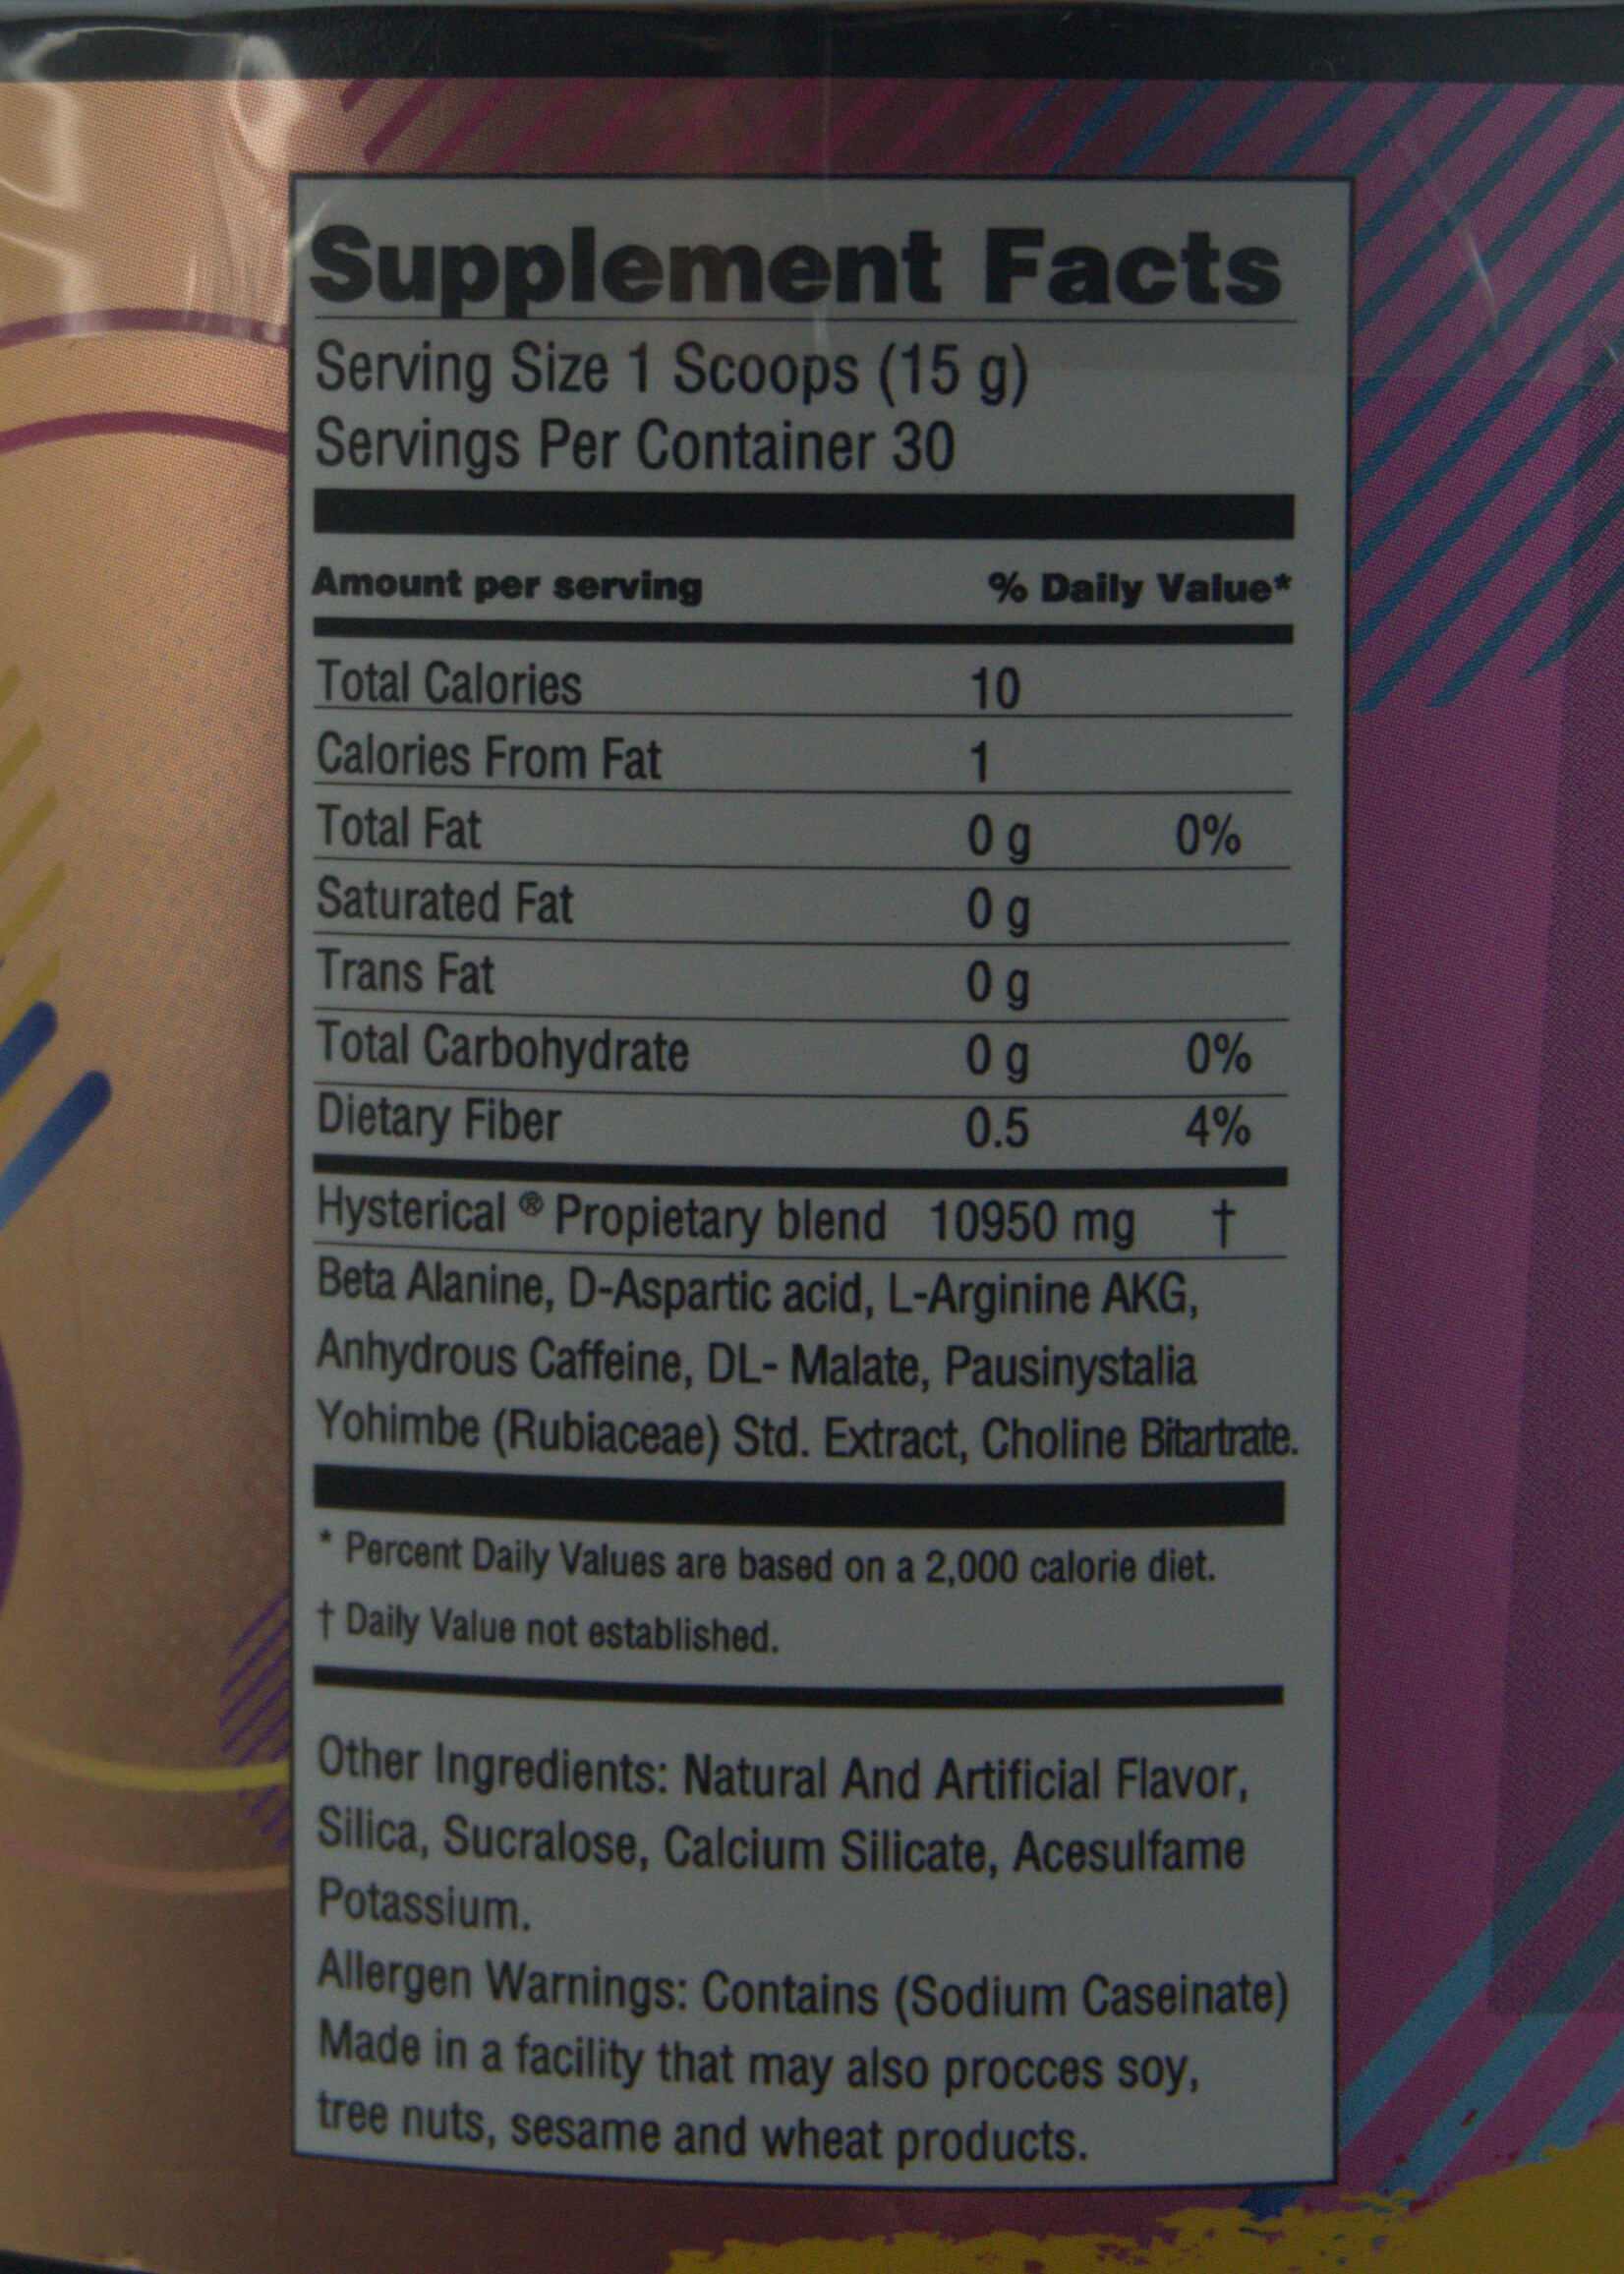 Supplement Facts
Serving Size 1 Scoops (15 g)
Servings Per Container 30
Amount per serving % Daily Value*
Total Calories 10
Calories From Fat 1
Total Fat 0 g 0%
Saturated Fat 0 g
Trans Fat 0 g
Total Carbohydrate 0 g 0%
Dietary Fiber 0.5 4%
Hysterical ® Propietary blend 10950 mg †
Beta Alanine, D-Aspartic acid, L-Arginine AKG,
Anhydrous Caffeine, DL- Malate, Pausinystalia
Yohimbe (Rubiaceae) Std. Extract, Choline Bitartrate.
* Percent Daily Values are based on a 2,000 calorie diet.
† Daily Value not established.
Other Ingredients: Natural And Artificial Flavor,
Silica, Sucralose, Calcium Silicate, Acesulfame
Potassium.
Allergen Warnings: Contains (Sodium Caseinate)
Made in a facility that may also procces soy,
tree nuts, sesame and wheat products.